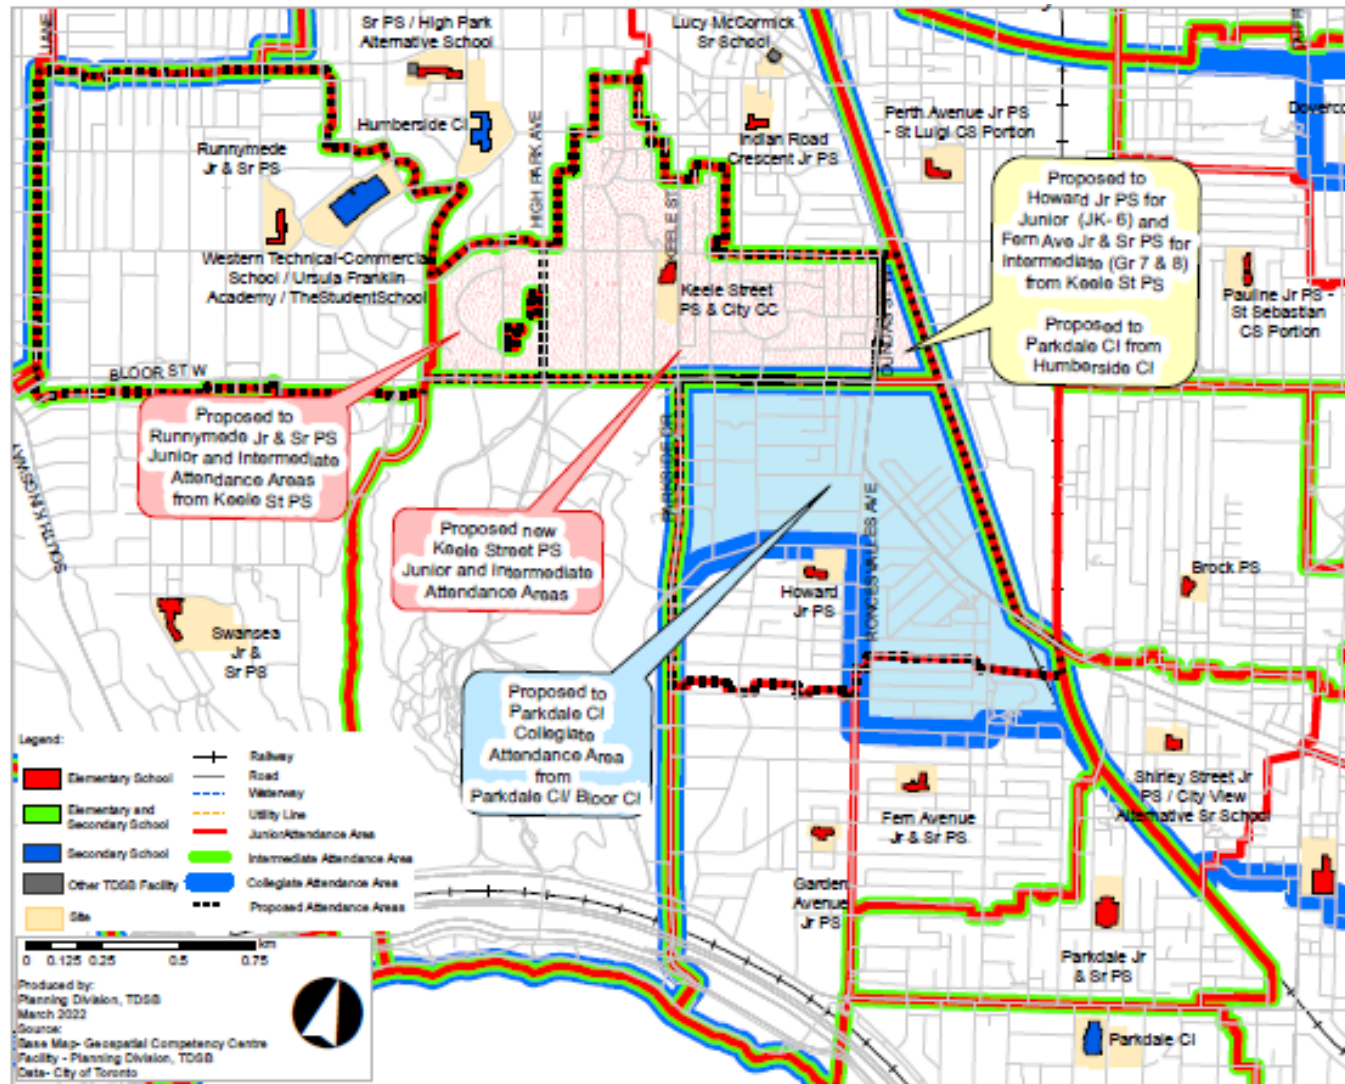 LANE
Sr PS / High Park
Alternative School
Lucy McCormick
Sr School
Perth Avenue Jr PS
- St Luigi CS Portion
Humberside CI
HIGH PARK AVE
Indian Road
Crescent Jr PS
Runnymede
Jr & Sr PS
KEELE ST
Western Technical-Commercial
School / Ursula Franklin
Academy / TheStudentSchool
Keele Street
PS & City CC
DUNDAS ST
Proposed to
Howard Jr PS for
Junior (JK- 6) and
Fern Ave Jr & Sr PS for
Intermediate (Gr 7 & 8)
from Keele St PS
Proposed to
Parkdale CI from
Humberside CI
Pauline Jr PS -
St Sebastian
CS Portion
BLOOR ST W
Proposed to
Runnymede Jr & Sr PS
Junior and Intermediate
Attendance Areas
from Keele St PS
SOUTH KINGSWAY
PARKSIDE DR
Proposed new
Keele Street PS
Junior and Intermediate
Attendance Areas
RONCESVALLES AVE
Howard
Jr PS
Brock PS
Swansea
Jr &
Sr PS
Proposed to
Parkdale CI
Collegiate
Attendance Area
from
Parkdale CI/ Bloor CI
Shirley Street Jr
PS / City View
Alternative Sr School
Fern Avenue
Jr & Sr PS
Garden
Avenue
Jr PS
Parkdale Jr
& Sr PS
Parkdale CI
Legend:
Elementary School
Elementary and
Secondary School
Secondary School
Other TDSB Facility
Site
Railway
Road
Waterway
Utility Line
JuniorAttendance Area
Intermediate Attendance Area
Collegiate Attendance Area
Proposed Attendance Areas
km
0 0.125 0.25 0.5 0.75
Produced by:
Planning Division, TDSB
March 2022
Source:
Base Map- Geospatial Competency Centre
Facility - Planning Division, TDSB
Data- City of Toronto